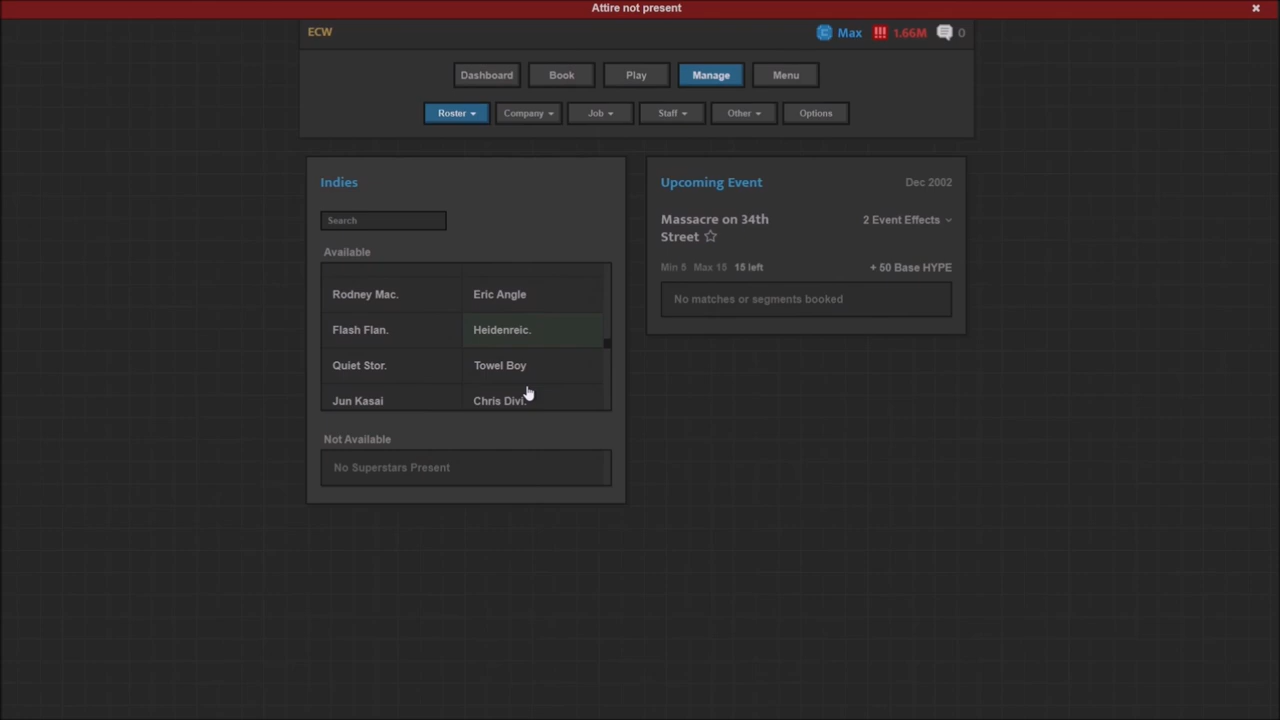 Attire not present ×
ECW Max 1.66M 0
Dashboard Book Play Manage Menu
Roster Company Job Staff Other Options
Indies
Search
Available
Rodney Mac. Eric Angle
Flash Flan. Heidenreic.
Quiet Stor. Towel Boy
Jun Kasai Chris Divi.
Not Available
No Superstars Present
Upcoming Event Dec 2002
Massacre on 34th
Street 2 Event Effects
Min 5 Max 15 15 left + 50 Base HYPE
No matches or segments booked